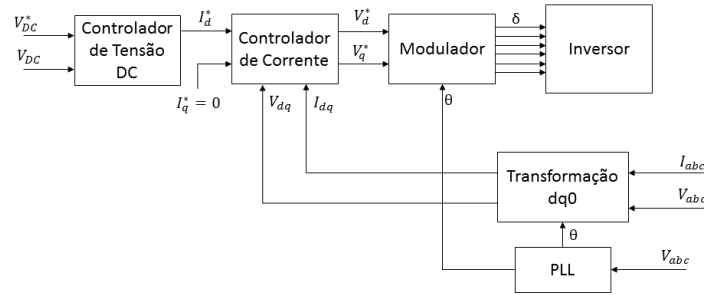 V*DC
VDC
Controlador
de Tensão
DC
I*d
I*q = 0
Controlador
de Corrente
V*d
V*q
Modulador
δ
Inversor
Vdq
Idq
θ
Transformação
dq0
Iabc
Vabc
θ
PLL
Vabc